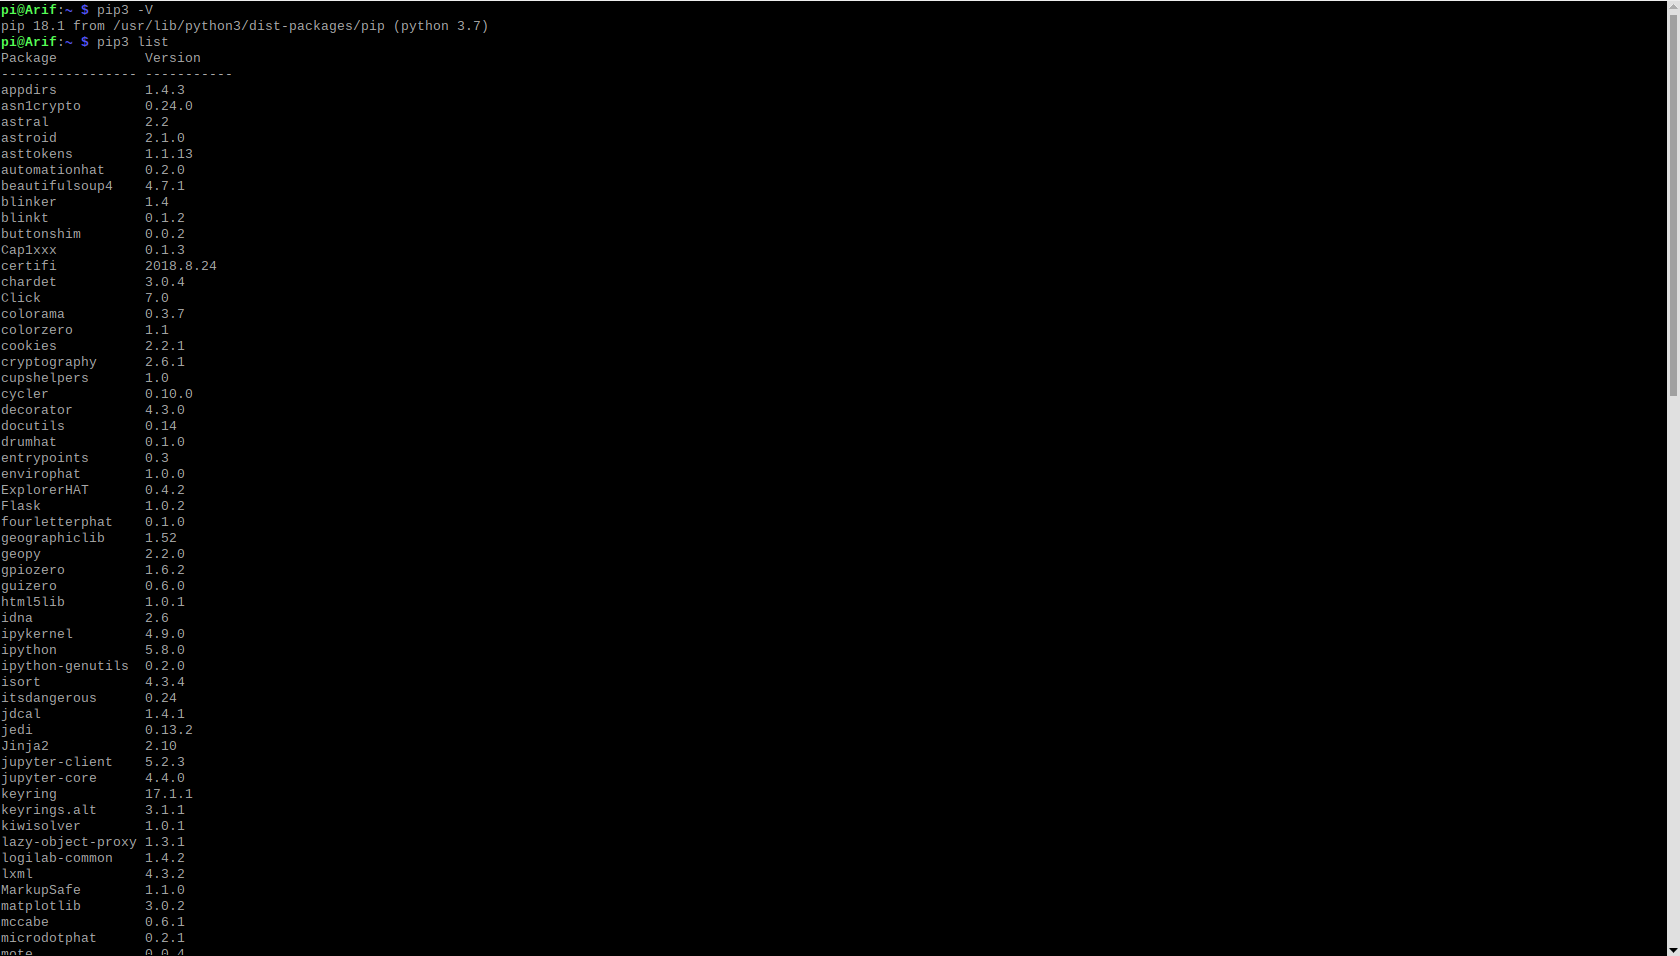 pi@Arif:~ $ pip3 -V
pip 18.1 from /usr/lib/python3/dist-packages/pip (python 3.7)
pi@Arif:~ $ pip3 list
Package           Version
----------------- -----------
appdirs           1.4.3
asn1crypto        0.24.0
astral            2.2
astroid           2.1.0
asttokens         1.1.13
automationhat     0.2.0
beautifulsoup4    4.7.1
blinker           1.4
blinkt            0.1.2
buttonshim        0.0.2
Cap1xxx           0.1.3
certifi           2018.8.24
chardet           3.0.4
Click             7.0
colorama          0.3.7
colorzero         1.1
cookies           2.2.1
cryptography      2.6.1
cupshelpers       1.0
cycler            0.10.0
decorator         4.3.0
docutils          0.14
drumhat           0.1.0
entrypoints       0.3
envirophat        1.0.0
ExplorerHAT       0.4.2
Flask             1.0.2
fourletterphat    0.1.0
geographiclib     1.52
geopy             2.2.0
gpiozero          1.6.2
guizero           0.6.0
html5lib          1.0.1
idna              2.6
ipykernel         4.9.0
ipython           5.8.0
ipython-genutils  0.2.0
isort             4.3.4
itsdangerous      0.24
jdcal             1.4.1
jedi              0.13.2
Jinja2            2.10
jupyter-client    5.2.3
jupyter-core      4.4.0
keyring           17.1.1
keyrings.alt      3.1.1
kiwisolver        1.0.1
lazy-object-proxy 1.3.1
logilab-common    1.4.2
lxml              4.3.2
MarkupSafe        1.1.0
matplotlib        3.0.2
mccabe            0.6.1
microdotphat      0.2.1
mote              0.0.4